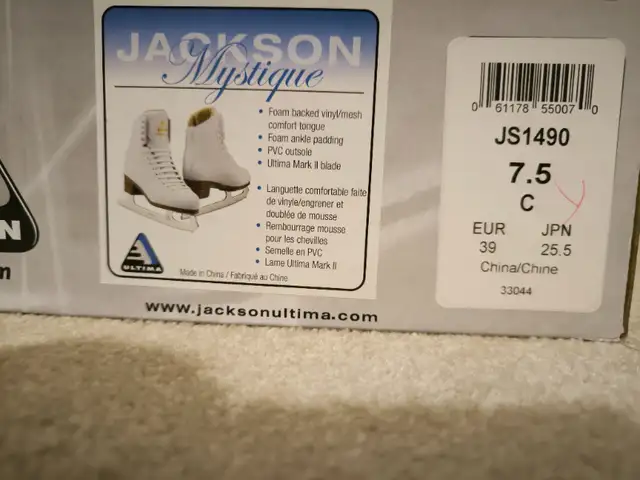 JACKSON
Mystique
Foam backed vinyl/mesh
comfort tongue
Foam ankle padding
PVC outsole
Ultima Mark II blade
Languette comfortable faite
de vinyle/engrener et
doublée de mousse
Rembourrage mousse
pour les chevilles
Semelle en PVC
Lame Ultima Mark II
ULTIMA
Made in China / Fabriqué au Chine
www.jacksonultima.com
0 61178 55007 0
JS1490
7.5
C
EUR JPN
39 25.5
China/Chine
33044